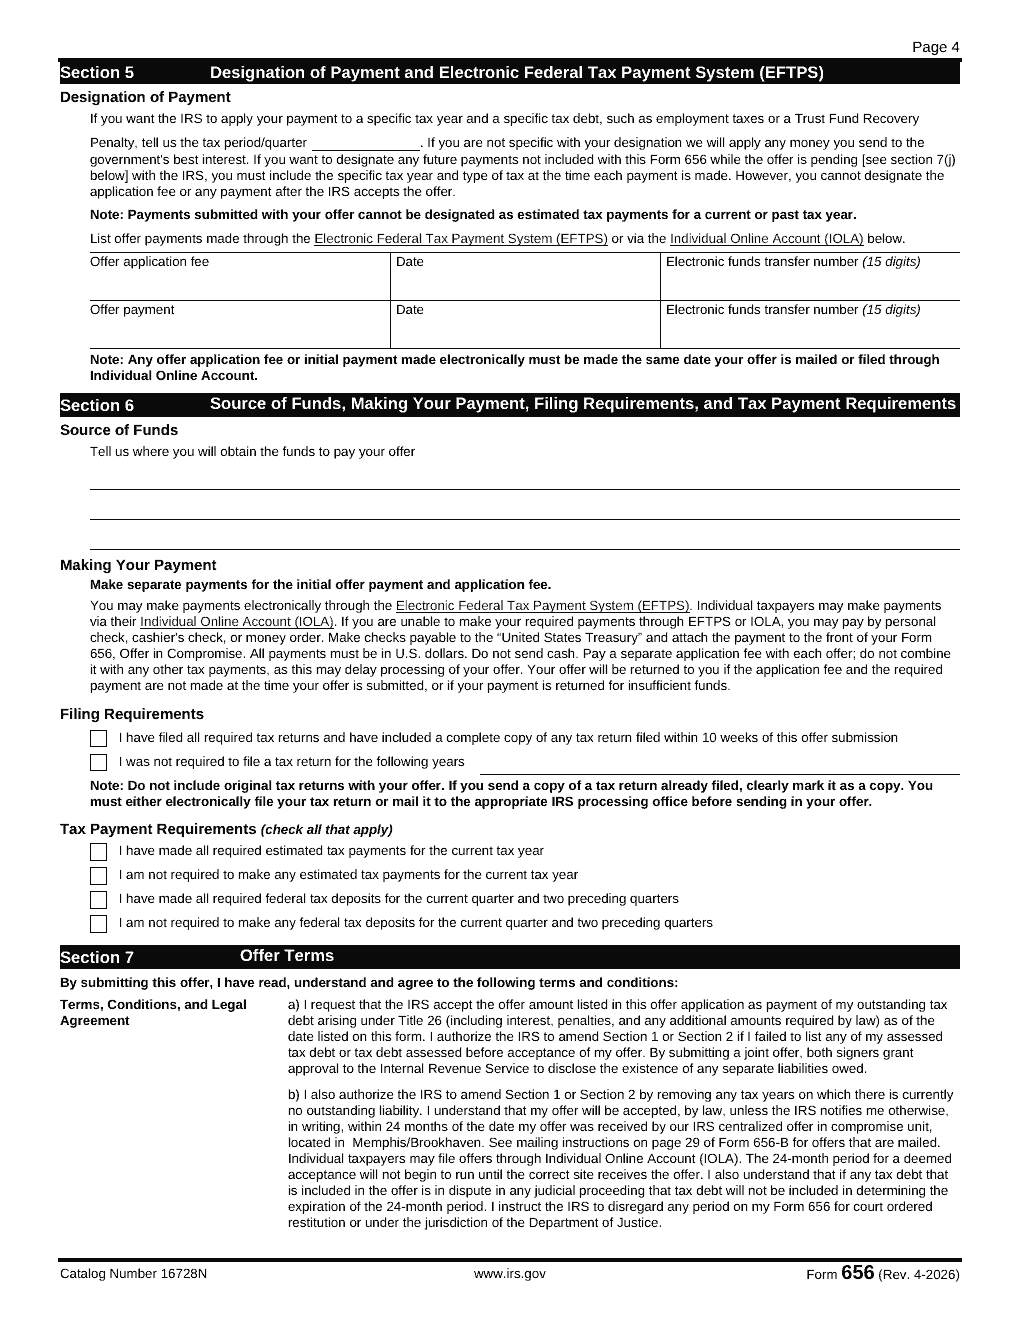 Page 4
Section 5 Designation of Payment and Electronic Federal Tax Payment System (EFTPS)
Designation of Payment
If you want the IRS to apply your payment to a specific tax year and a specific tax debt, such as employment taxes or a Trust Fund Recovery
Penalty, tell us the tax period/quarter . If you are not specific with your designation we will apply any money you send to the
government's best interest. If you want to designate any future payments not included with this Form 656 while the offer is pending [see section 7(j)
below] with the IRS, you must include the specific tax year and type of tax at the time each payment is made. However, you cannot designate the
application fee or any payment after the IRS accepts the offer.
Note: Payments submitted with your offer cannot be designated as estimated tax payments for a current or past tax year.
List offer payments made through the Electronic Federal Tax Payment System (EFTPS) or via the Individual Online Account (IOLA) below.
Offer application fee Date Electronic funds transfer number (15 digits)
Offer payment Date Electronic funds transfer number (15 digits)
Note: Any offer application fee or initial payment made electronically must be made the same date your offer is mailed or filed through
Individual Online Account.
Section 6 Source of Funds, Making Your Payment, Filing Requirements, and Tax Payment Requirements
Source of Funds
Tell us where you will obtain the funds to pay your offer
Making Your Payment
Make separate payments for the initial offer payment and application fee.
You may make payments electronically through the Electronic Federal Tax Payment System (EFTPS). Individual taxpayers may make payments
via their Individual Online Account (IOLA). If you are unable to make your required payments through EFTPS or IOLA, you may pay by personal
check, cashier's check, or money order. Make checks payable to the “United States Treasury” and attach the payment to the front of your Form
656, Offer in Compromise. All payments must be in U.S. dollars. Do not send cash. Pay a separate application fee with each offer; do not combine
it with any other tax payments, as this may delay processing of your offer. Your offer will be returned to you if the application fee and the required
payment are not made at the time your offer is submitted, or if your payment is returned for insufficient funds.
Filing Requirements
I have filed all required tax returns and have included a complete copy of any tax return filed within 10 weeks of this offer submission
I was not required to file a tax return for the following years
Note: Do not include original tax returns with your offer. If you send a copy of a tax return already filed, clearly mark it as a copy. You
must either electronically file your tax return or mail it to the appropriate IRS processing office before sending in your offer.
Tax Payment Requirements (check all that apply)
I have made all required estimated tax payments for the current tax year
I am not required to make any estimated tax payments for the current tax year
I have made all required federal tax deposits for the current quarter and two preceding quarters
I am not required to make any federal tax deposits for the current quarter and two preceding quarters
Section 7 Offer Terms
By submitting this offer, I have read, understand and agree to the following terms and conditions:
Terms, Conditions, and Legal
Agreement
a) I request that the IRS accept the offer amount listed in this offer application as payment of my outstanding tax
debt arising under Title 26 (including interest, penalties, and any additional amounts required by law) as of the
date listed on this form. I authorize the IRS to amend Section 1 or Section 2 if I failed to list any of my assessed
tax debt or tax debt assessed before acceptance of my offer. By submitting a joint offer, both signers grant
approval to the Internal Revenue Service to disclose the existence of any separate liabilities owed.
b) I also authorize the IRS to amend Section 1 or Section 2 by removing any tax years on which there is currently
no outstanding liability. I understand that my offer will be accepted, by law, unless the IRS notifies me otherwise,
in writing, within 24 months of the date my offer was received by our IRS centralized offer in compromise unit,
located in Memphis/Brookhaven. See mailing instructions on page 29 of Form 656-B for offers that are mailed.
Individual taxpayers may file offers through Individual Online Account (IOLA). The 24-month period for a deemed
acceptance will not begin to run until the correct site receives the offer. I also understand that if any tax debt that
is included in the offer is in dispute in any judicial proceeding that tax debt will not be included in determining the
expiration of the 24-month period. I instruct the IRS to disregard any period on my Form 656 for court ordered
restitution or under the jurisdiction of the Department of Justice.
Catalog Number 16728N www.irs.gov Form 656 (Rev. 4-2026)